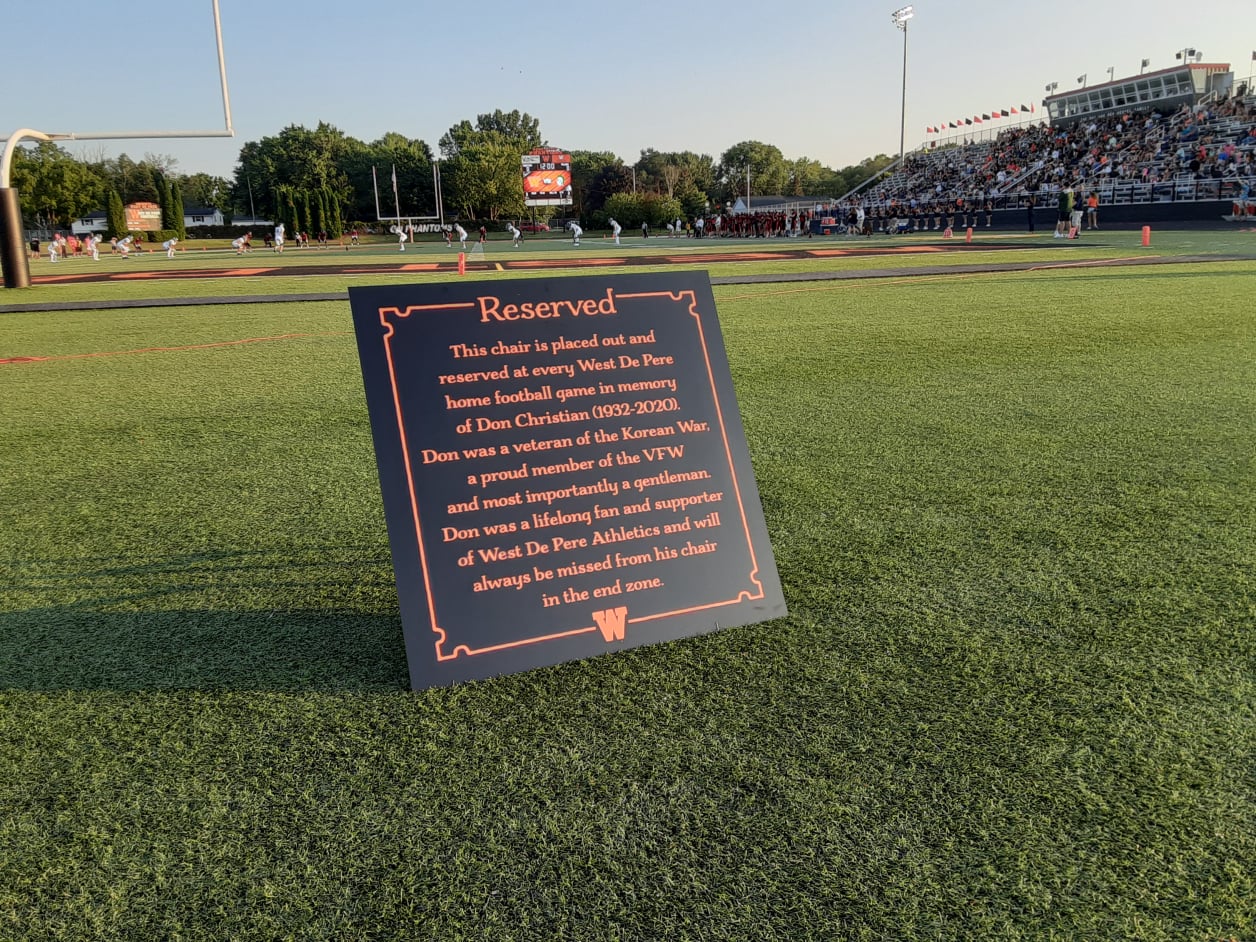 12:00
Reserved
This chair is placed out and
reserved at every West De Pere
home football game in memory
of Don Christian (1932-2020).
Don was a veteran of the Korean War,
a proud member of the VFW
and most importantly a gentleman.
Don was a lifelong fan and supporter
of West De Pere Athletics and will
always be missed from his chair
in the end zone.
W